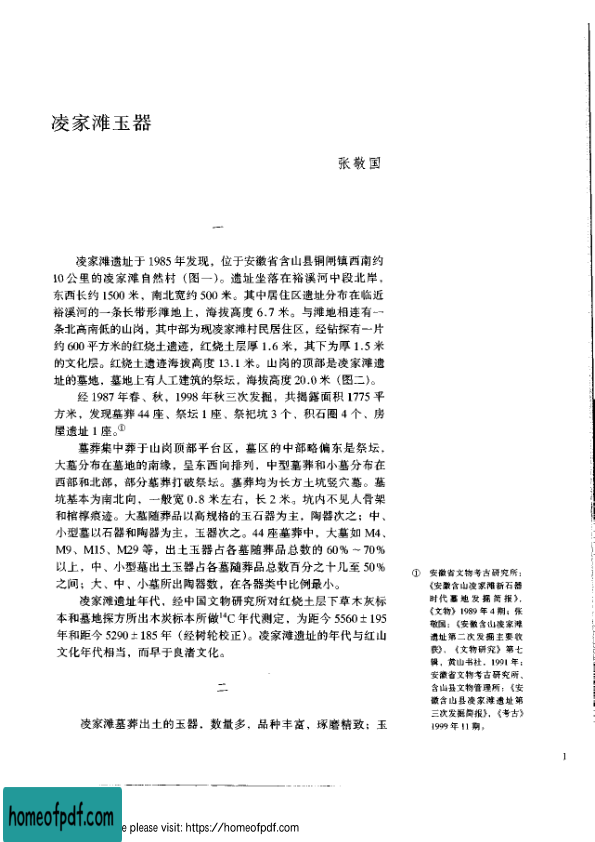 凌家滩玉器
张敬国
一
凌家滩遗址于 1985 年发现，位于安徽省含山县铜闸镇西南约
10 公里的凌家滩自然村（图一）。遗址坐落在裕溪河中段北岸，
东西长约 1500 米，南北宽约 500 米。其中居住区遗址分布在临近
裕溪河的一条长带形滩地上，海拔高度 6.7 米。与滩地相连有一
条北高南低的山岗，其中部为现凌家滩村民居住区，经钻探有一片
约 600 平方米的红烧土遗迹，红烧土层厚 1.6 米，其下为厚 1.5 米
的文化层。红烧土遗迹海拔高度 13.1 米。山岗的顶部是凌家滩遗
址的墓地，墓地上有人工建筑的祭坛，海拔高度 20.0 米（图二）。
经 1987 年春、秋，1998 年秋三次发掘，共揭露面积 1775 平
方米，发现墓葬 44 座、祭坛 1 座、祭祀坑 3 个、积石圈 4 个、房
屋遗址 1 座。①
墓葬集中葬于山岗顶部平台区，墓区的中部略偏东是祭坛，
大墓分布在墓地的南缘，呈东西向排列，中型墓葬和小墓分布在
西部和北部，部分墓葬打破祭坛。墓葬均为长方土坑竖穴墓。墓
坑基本为南北向，一般宽 0.8 米左右，长 2 米。坑内不见人骨架
和棺椁痕迹。大墓随葬品以高规格的玉石器为主，陶器次之；中、
小型墓以石器和陶器为主，玉器次之。44 座墓葬中，大墓如 M4、
M9、M15、M29 等，出土玉器占各墓随葬品总数的 60%～70%
以上，中、小型墓出土玉器占各墓随葬品总数百分之十几至 50%
之间；大、中、小墓所出陶器数，在各器类中比例最小。
凌家滩遗址年代，经中国文物研究所对红烧土层下草木灰标
本和墓地探方所出木炭标本所做¹⁴C 年代测定，为距今 5560±195
年和距今 5290±185 年（经树轮校正）。凌家滩遗址的年代与红山
文化年代相当，而早于良渚文化。
二
凌家滩墓葬出土的玉器，数量多，品种丰富，琢磨精致；玉
① 安徽省文物考古研究所：
《安徽含山凌家滩新石器
时代墓地发掘简报》，
《文物》1989 年 4 期；张
敬国：《安徽含山凌家滩
遗址第二次发掘主要收
获》，《文物研究》第七
辑，黄山书社，1991 年；
安徽省文物考古研究所、
含山县文物管理所：《安
徽含山县凌家滩遗址第
三次发掘简报》，《考古》
1999 年 11 期。
1
homeofpdf.com
e please visit: https://homeofpdf.com